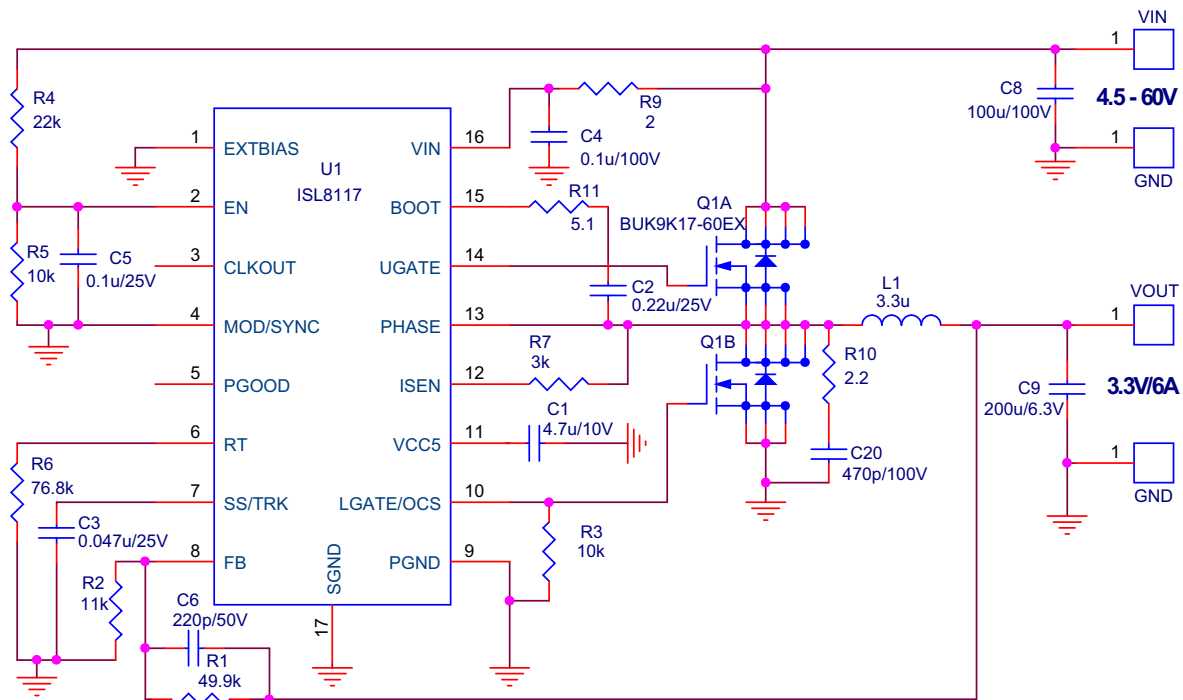 VIN
1
R4
22k
C8
100u/100V
4.5 - 60V
R9
2
1
EXTBIAS
U1
ISL8117
VIN
16
C4
0.1u/100V
1
GND
2
EN
BOOT
15
R11
5.1
Q1A
BUK9K17-60EX
R5
10k
C5
0.1u/25V
3
CLKOUT
UGATE
14
C2
0.22u/25V
L1
3.3u
VOUT
1
4
MOD/SYNC
PHASE
13
R7
3k
Q1B
R10
2.2
5
PGOOD
ISEN
12
C9
200u/6.3V
3.3V/6A
C1
4.7u/10V
6
RT
VCC5
11
C20
470p/100V
1
GND
R6
76.8k
7
SS/TRK
LGATE/OCS
10
C3
0.047u/25V
R3
10k
8
FB
SGND
PGND
9
R2
11k
C6
220p/50V
17
R1
49.9k